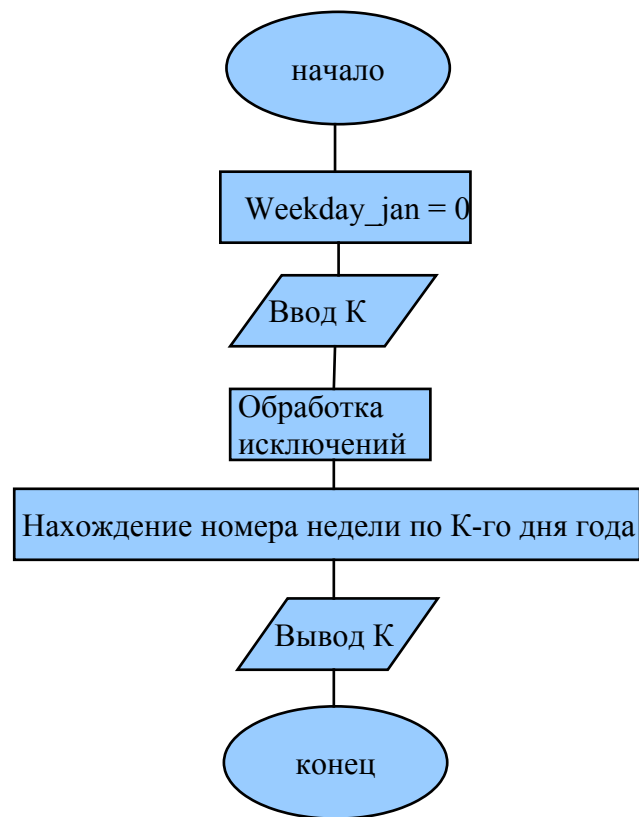 начало
Weekday_jan = 0
Ввод К
Обработка
исключений
Нахождение номера недели по К-го дня года
Вывод К
конец